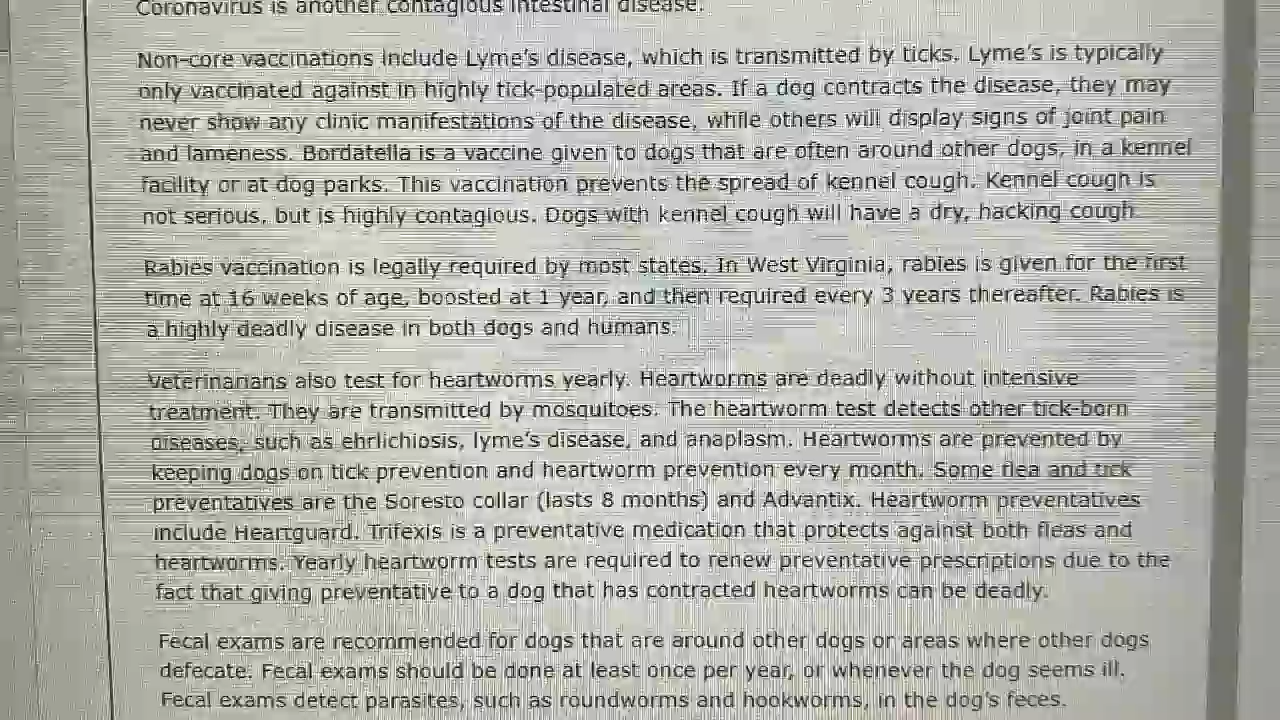 Coronavirus is another contagious intestinal disease.
Non-core vaccinations include Lyme's disease, which is transmitted by ticks. Lyme's is typically
only vaccinated against in highly tick-populated areas. If a dog contracts the disease, they may
never show any clinic manifestations of the disease, while others will display signs of joint pain
and lameness. Bordatella is a vaccine given to dogs that are often around other dogs, in a kennel
facility or at dog parks. This vaccination prevents the spread of kennel cough. Kennel cough is
not serious, but is highly contagious. Dogs with kennel cough will have a dry, hacking cough
Rabies vaccination is legally required by most states. In West Virginia, rabies is given for the first
time at 16 weeks of age, boosted at 1 year, and then required every 3 years thereafter. Rabies is
a highly deadly disease in both dogs and humans.
Veterinarians also test for heartworms yearly. Heartworms are deadly without intensive
treatment. They are transmitted by mosquitoes. The heartworm test detects other tick-born
diseases, such as ehrlichiosis, lyme's disease, and anaplasm. Heartworms are prevented by
keeping dogs on tick prevention and heartworm prevention every month. Some flea and tick
preventatives are the Soresto collar (lasts 8 months) and Advantix. Heartworm preventatives
include Heartguard. Trifexis is a preventative medication that protects against both fleas and
heartworms. Yearly heartworm tests are required to renew preventative prescriptions due to the
fact that giving preventative to a dog that has contracted heartworms can be deadly.
Fecal exams are recommended for dogs that are around other dogs or areas where other dogs
defecate. Fecal exams should be done at least once per year, or whenever the dog seems ill.
Fecal exams detect parasites, such as roundworms and hookworms, in the dog's feces.